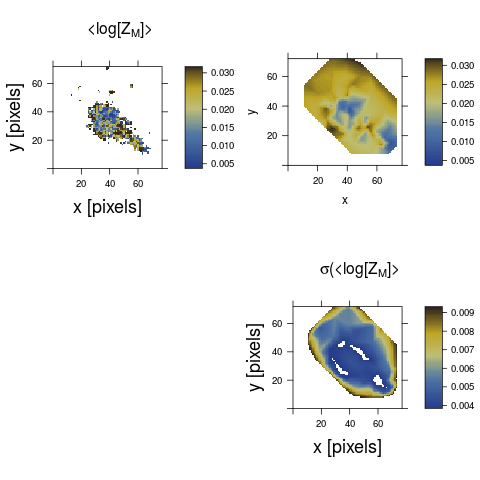 <log[Z_M]>
60
40
20
20 40 60
x [pixels]
y [pixels]
0.030
0.025
0.020
0.015
0.010
0.005
60
40
20
20 40 60
x
y
0.030
0.025
0.020
0.015
0.010
0.005
σ(<log[Z_M]>
60
40
20
20 40 60
x [pixels]
y [pixels]
0.009
0.008
0.007
0.006
0.005
0.004